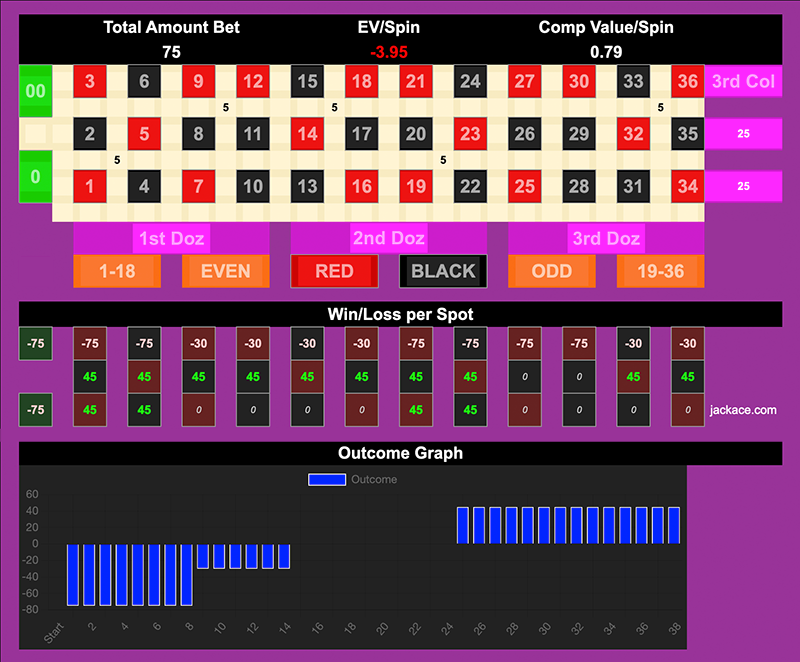 Total Amount Bet EV/Spin Comp Value/Spin
75 -3.95 0.79
00 3 6 9 12 15 18 21 24 27 30 33 36 3rd Col
5 5 5
2 5 8 11 14 17 20 23 26 29 32 35 25
5 5
0 1 4 7 10 13 16 19 22 25 28 31 34 25
1st Doz 2nd Doz 3rd Doz
1-18 EVEN RED BLACK ODD 19-36
Win/Loss per Spot
-75 -75 -75 -30 -30 -30 -30 -75 -75 -75 -75 -30 -30
45 45 45 45 45 45 45 45 0 0 45 45
-75 45 45 0 0 0 0 45 45 0 0 0 0 jackace.com
Outcome Graph
Outcome
60
40
20
0
-20
-40
-60
-80
Start 2 4 6 8 10 12 14 16 18 20 22 24 26 28 30 32 34 36 38